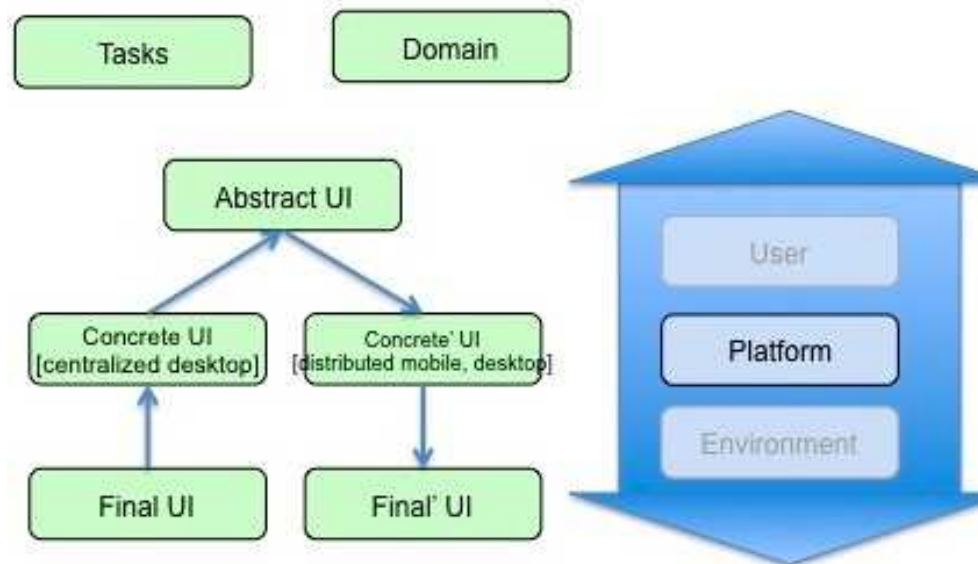 Tasks
Domain
Abstract UI
User
Concrete UI
[centralized desktop]
Concrete' UI
[distributed mobile, desktop]
Platform
Environment
Final UI
Final' UI